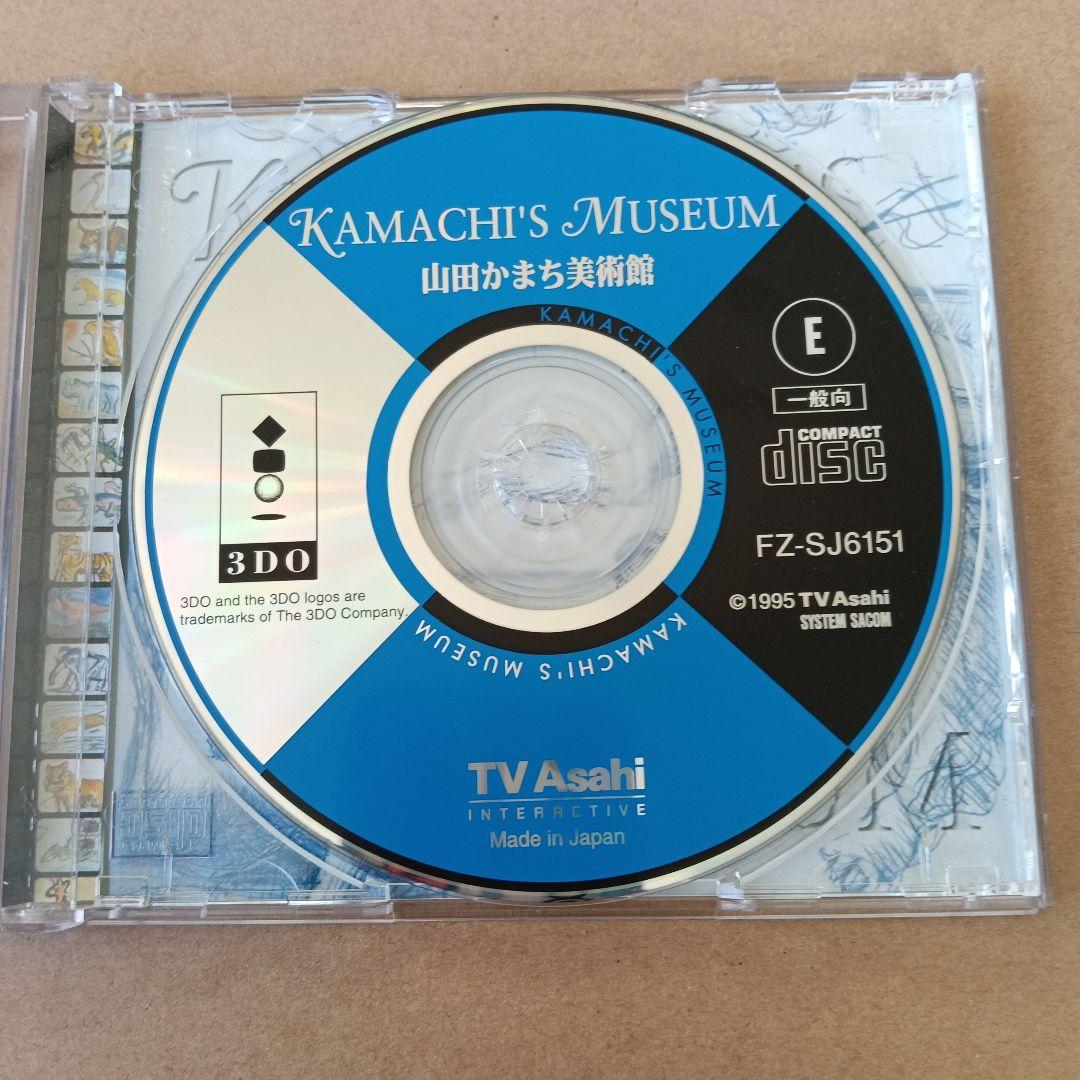 KAMACHI'S MUSEUM
山田かまち美術館
KAMACHI'S MUSEUM
E
一般向
COMPACT
disc
FZ-SJ6151
©1995 TV Asahi
SYSTEM SACOM
3DO
3DO and the 3DO logos are
trademarks of The 3DO Company.
KAMACHI'S MUSEUM
TV Asahi
INTERACTIVE
Made in Japan